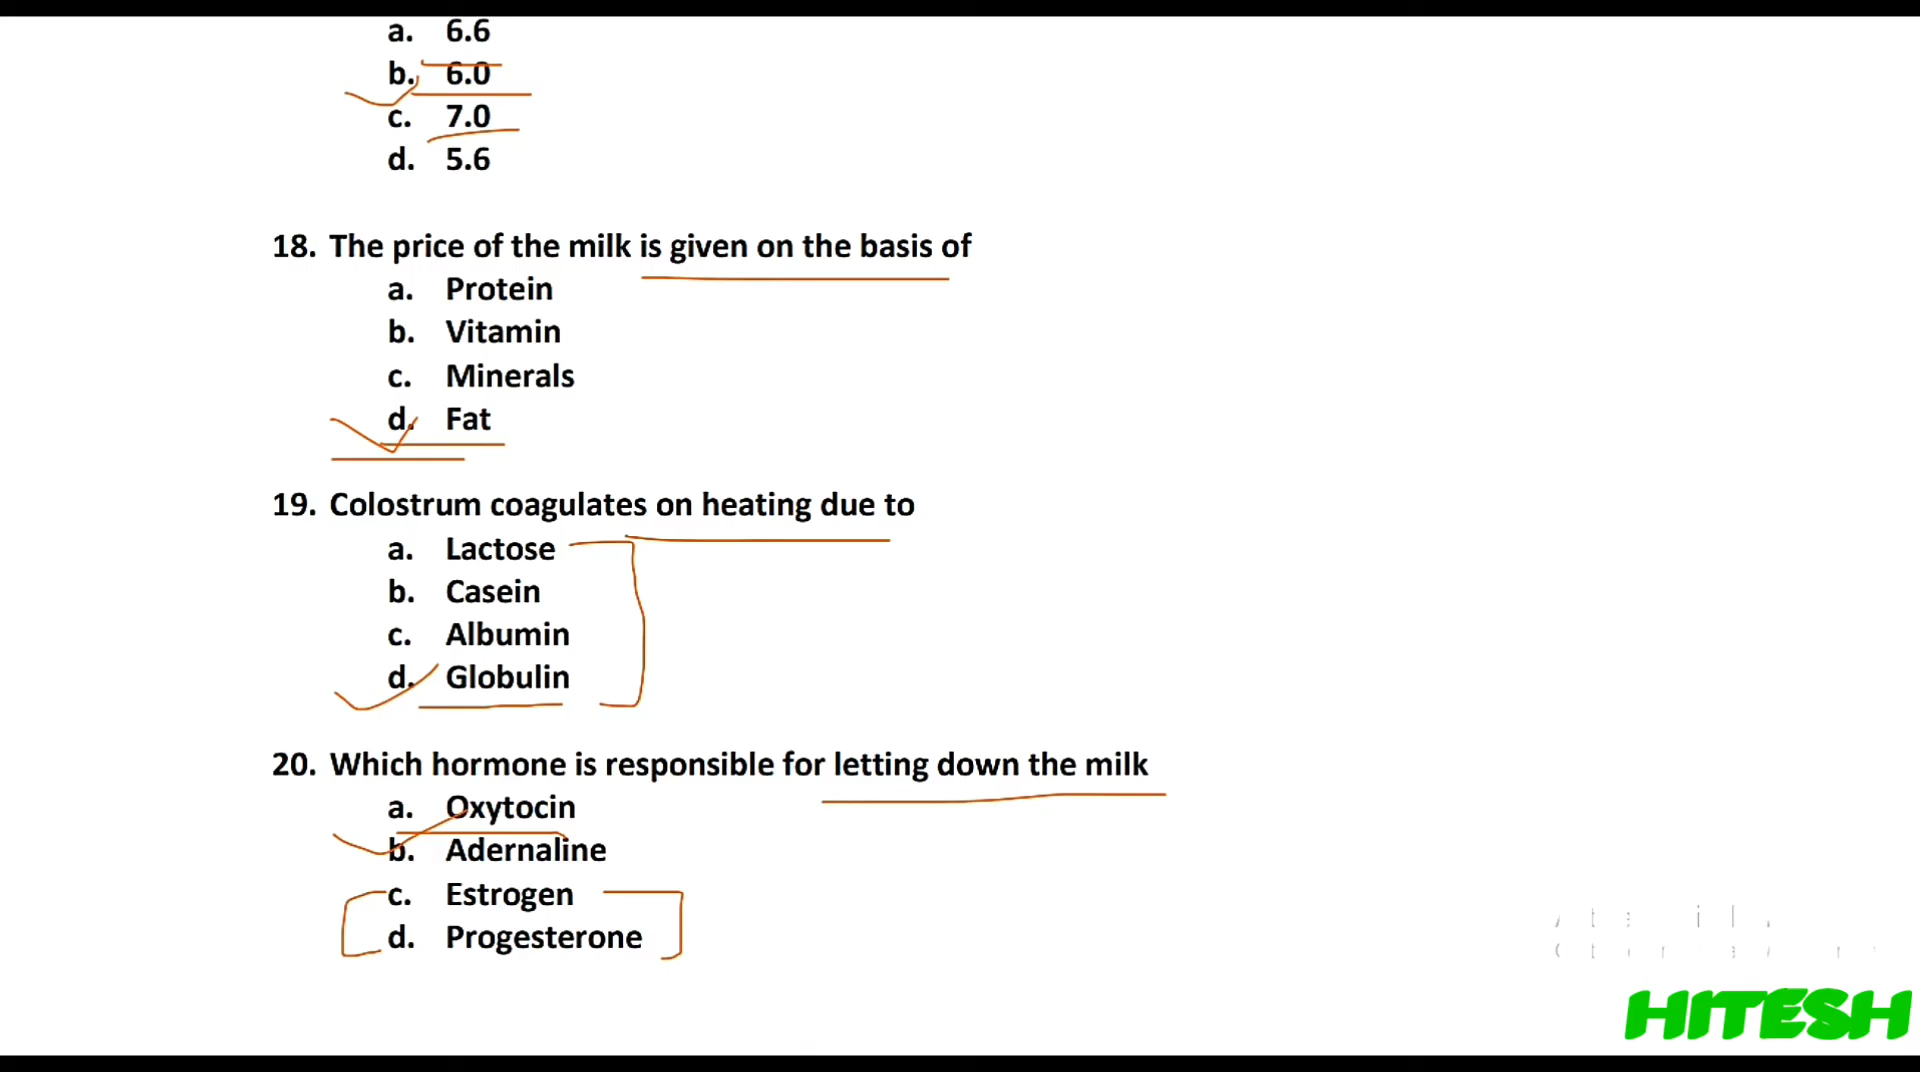 a. 6.6
b. 6.0
c. 7.0
d. 5.6
18. The price of the milk is given on the basis of
a. Protein
b. Vitamin
c. Minerals
d. Fat
19. Colostrum coagulates on heating due to
a. Lactose
b. Casein
c. Albumin
d. Globulin
20. Which hormone is responsible for letting down the milk
a. Oxytocin
b. Adernaline
c. Estrogen
d. Progesterone
HITESH